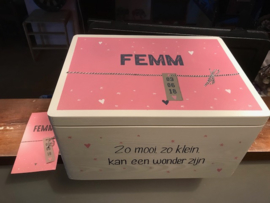 FEMM
Zo mooi, zo klein,
kan een wonder zijn
FEMM